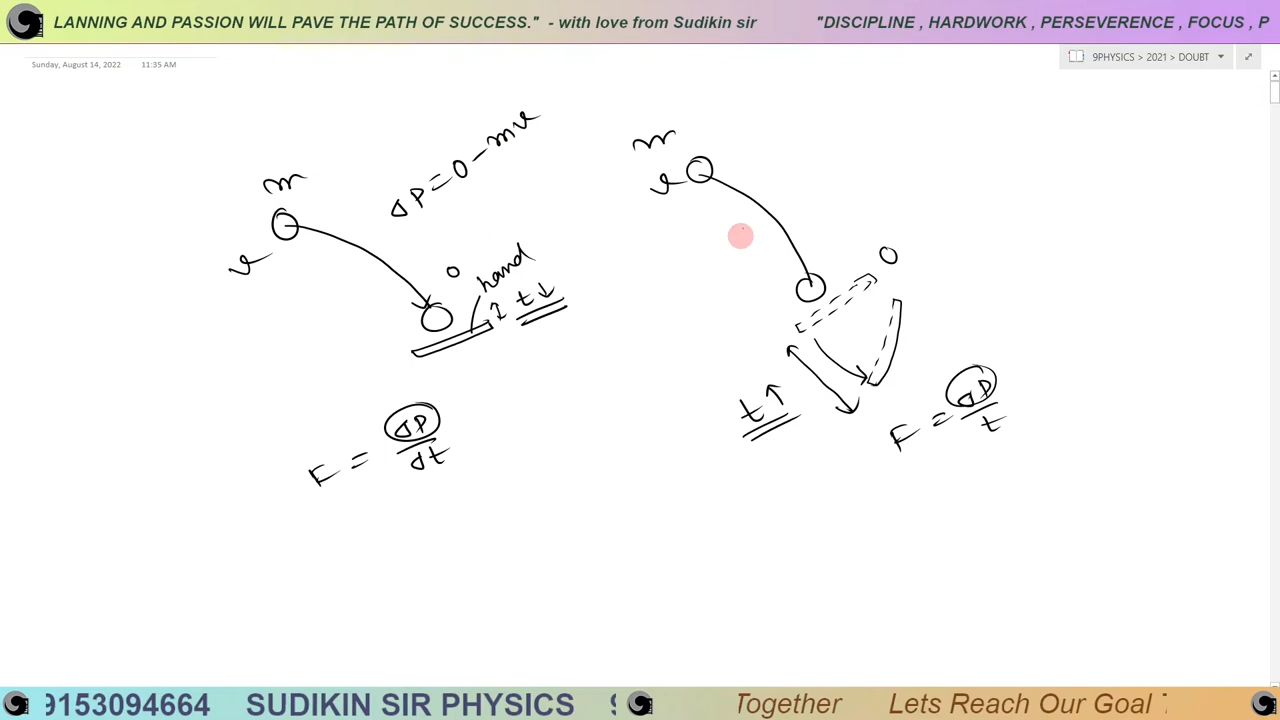 LANNING AND PASSION WILL PAVE THE PATH OF SUCCESS." - with love from Sudikin sir "DISCIPLINE , HARDWORK , PERSEVERENCE , FOCUS , P
Sunday, August 14, 2022 11:35 AM
9PHYSICS > 2021 > DOUBT
m
v
ΔP = 0 - mv
0
hand
t↓
F = ΔP/Δt
m
v
0
t↑
F = ΔP/t
9153094664 SUDIKIN SIR PHYSICS 9
Together Lets Reach Our Goal